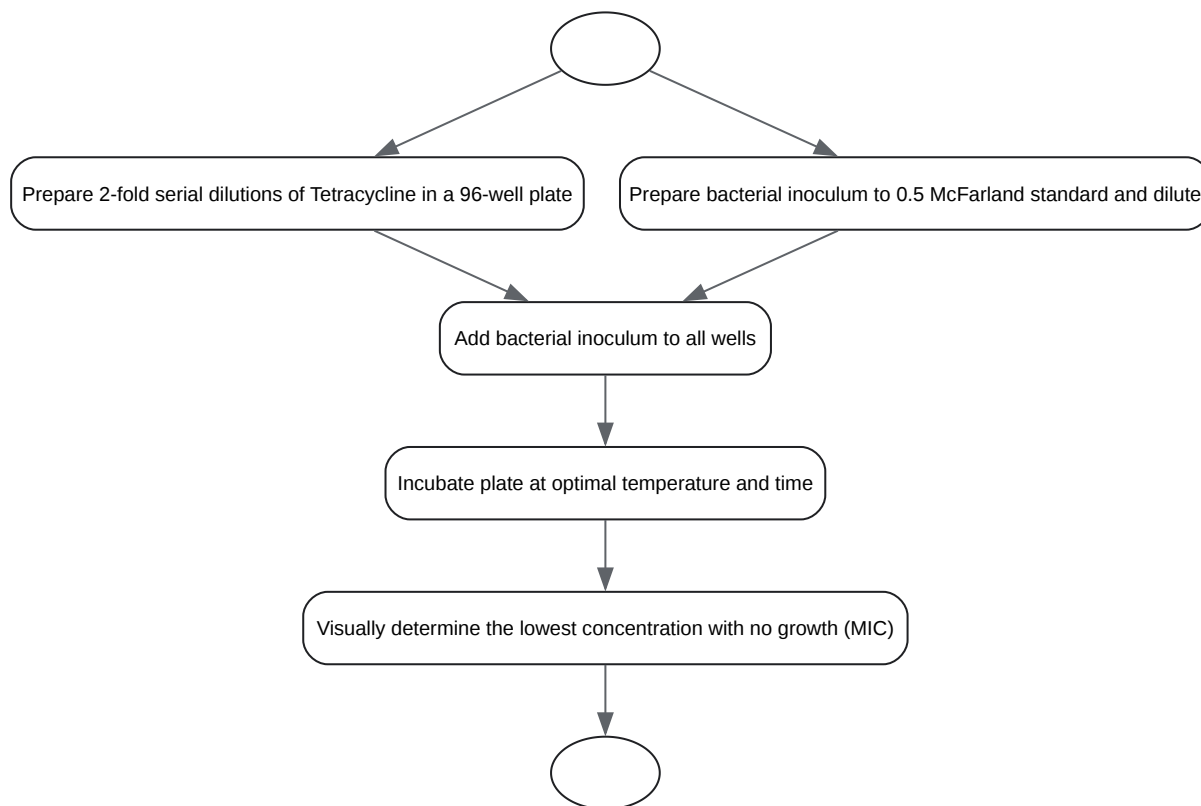 Prepare 2-fold serial dilutions of Tetracycline in a 96-well plate
Prepare bacterial inoculum to 0.5 McFarland standard and dilute
Add bacterial inoculum to all wells
Incubate plate at optimal temperature and time
Visually determine the lowest concentration with no growth (MIC)